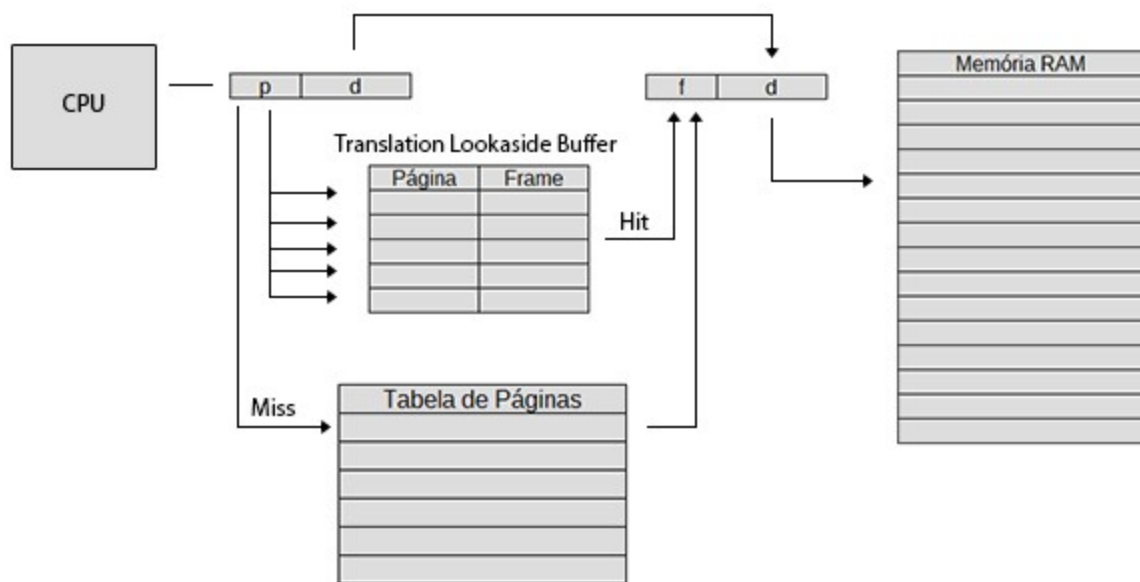 CPU
p
d
f
d
Memória RAM
Translation Lookaside Buffer
Página
Frame
Hit
Miss
Tabela de Páginas